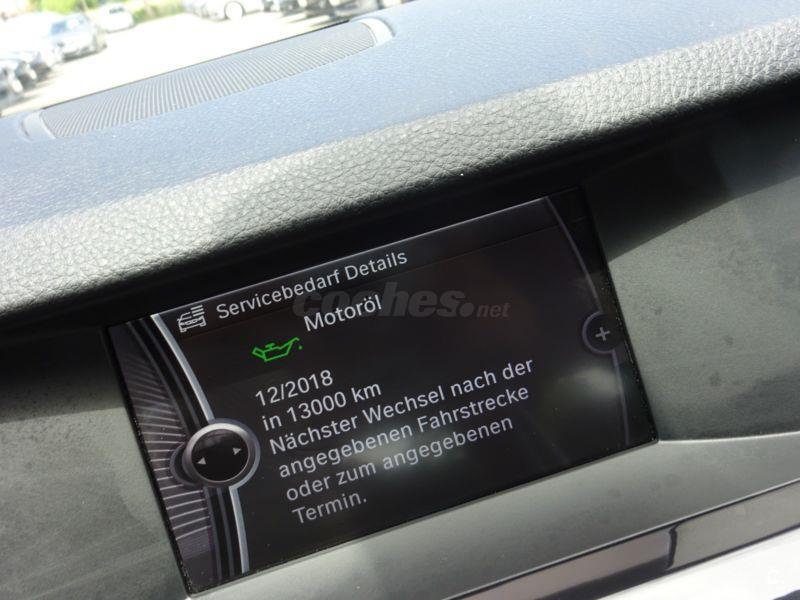 Servicebedarf Details
Motoröl
coches.net
12/2018
in 13000 km
Nächster Wechsel nach der
angegebenen Fahrstrecke
oder zum angegebenen
Termin.